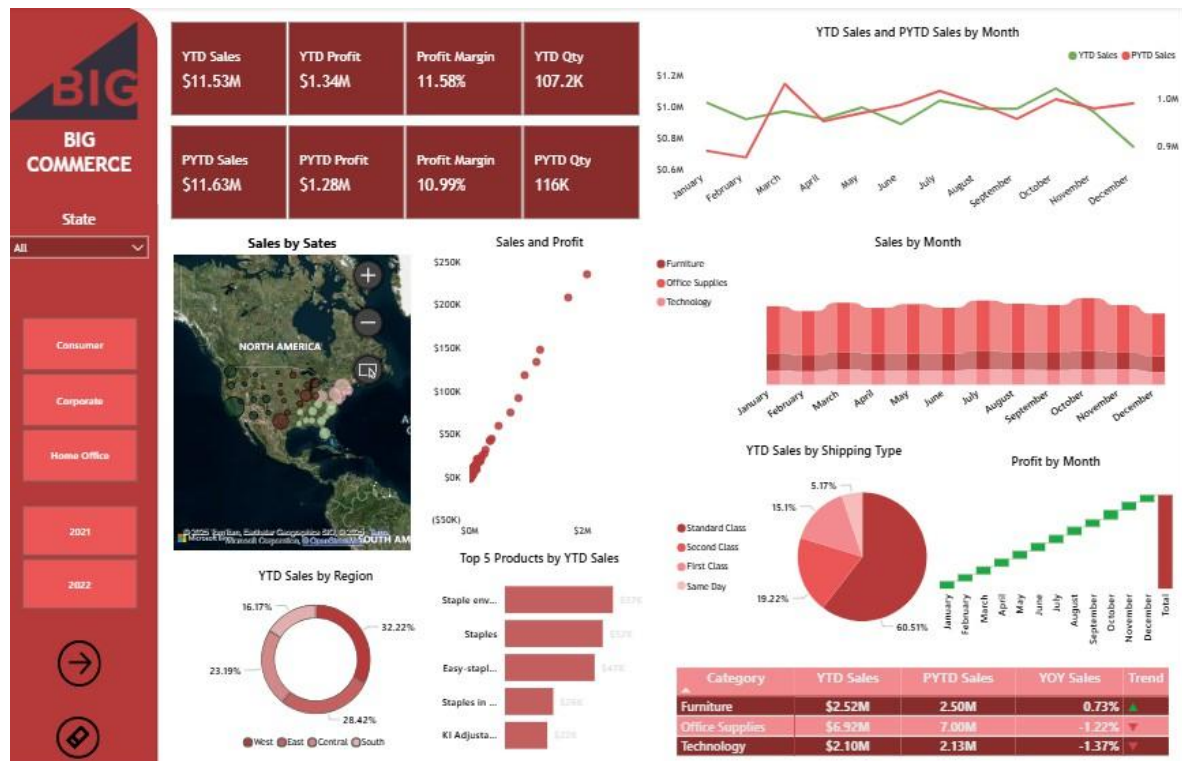 BIG
BIG
COMMERCE
State
All
Consumer
Corporate
Home Office
2021
2022
YTD Sales
$11.53M
YTD Profit
$1.34M
Profit Margin
11.58%
YTD Qty
107.2K
PYTD Sales
$11.63M
PYTD Profit
$1.28M
Profit Margin
10.99%
PYTD Qty
116K
YTD Sales and PYTD Sales by Month
YTD Sales PYTD Sales
$1.2M
$1.0M
$0.8M
$0.6M
1.0M
0.9M
January
February
March
April
May
June
July
August
September
October
November
December
Sales by Sates
NORTH AMERICA
SOUTH AM
Sales and Profit
$250K
$200K
$150K
$100K
$50K
$0K
($50K)
$0M
$2M
Sales by Month
Furniture
Office Supplies
Technology
January
February
March
April
May
June
July
August
September
October
November
December
YTD Sales by Shipping Type
Standard Class
Second Class
First Class
Same Day
5.17%
15.1%
19.22%
60.51%
Profit by Month
January
February
March
April
May
June
July
August
September
October
November
December
Total
YTD Sales by Region
16.17%
32.22%
23.19%
28.42%
West East Central South
Top 5 Products by YTD Sales
Staple env...
Staples
Easy-stapl...
Staples in ...
KI Adjusta...
Category YTD Sales PYTD Sales YOY Sales Trend
Furniture $2.52M 2.50M 0.73%
Office Supplies $6.92M 7.00M -1.22%
Technology $2.10M 2.13M -1.37%